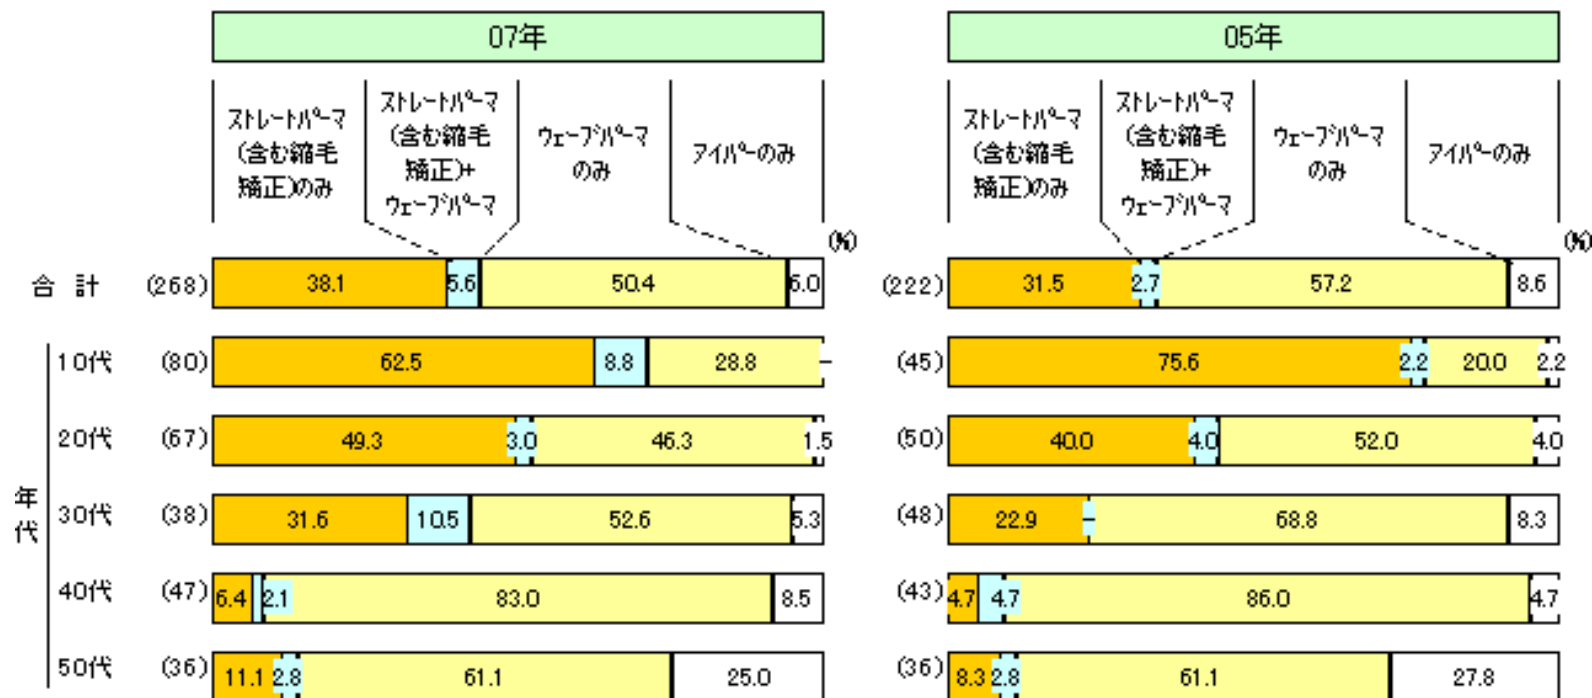 07年 05年
ストレートパーマ
(含む縮毛
矯正)のみ
ストレートパーマ
(含む縮毛
矯正)+
ウェーブパーマ
ウェーブパーマ
のみ
アイパーのみ
ストレートパーマ
(含む縮毛
矯正)のみ
ストレートパーマ
(含む縮毛
矯正)+
ウェーブパーマ
ウェーブパーマ
のみ
アイパーのみ
(%) (%)
合 計 (268) 38.1 5.6 50.4 6.0 (222) 31.5 2.7 57.2 8.6
年代
10代 (80) 62.5 8.8 28.8 - (45) 75.6 2.2 20.0 2.2
20代 (67) 49.3 3.0 46.3 1.5 (50) 40.0 4.0 52.0 4.0
30代 (38) 31.6 10.5 52.6 5.3 (48) 22.9 - 68.8 8.3
40代 (47) 6.4 2.1 83.0 8.5 (43) 4.7 4.7 86.0 4.7
50代 (36) 11.1 2.8 61.1 25.0 (36) 8.3 2.8 61.1 27.8